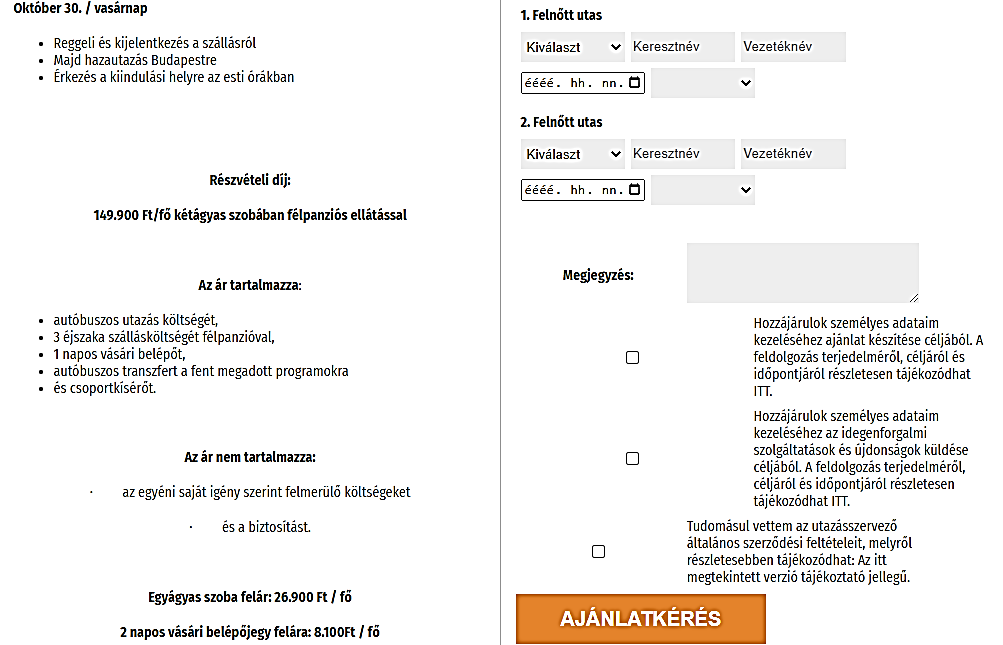 Október 30. / vasárnap
Reggeli és kijelentkezés a szállásról
Majd hazautazás Budapestre
Érkezés a kiindulási helyre az esti órákban
Részvételi díj:
149.900 Ft/fő kétágyas szobában félpanziós ellátással
Az ár tartalmazza:
autóbuszos utazás költségét,
3 éjszaka szállásköltségét félpanzióval,
1 napos vásári belépőt,
autóbuszos transzfert a fent megadott programokra
és csoportkísérőt.
Az ár nem tartalmazza:
· az egyéni saját igény szerint felmerülő költségeket
· és a biztosítást.
Egyágyas szoba felár: 26.900 Ft / fő
2 napos vásári belépőjegy felára: 8.100Ft / fő
1. Felnőtt utas
Kiválaszt Keresztnév Vezetéknév
éééé. hh. nn.
2. Felnőtt utas
Kiválaszt Keresztnév Vezetéknév
éééé. hh. nn.
Megjegyzés:
Hozzájárulok személyes adataim
kezeléséhez ajánlat készítése céljából. A
feldolgozás terjedelméről, céljáról és
időpontjáról részletesen tájékozódhat
ITT.
Hozzájárulok személyes adataim
kezeléséhez az idegenforgalmi
szolgáltatások és újdonságok küldése
céljából. A feldolgozás terjedelméről,
céljáról és időpontjáról részletesen
tájékozódhat ITT.
Tudomásul vettem az utazásszervező
általános szerződési feltételeit, melyről
részletesebben tájékozódhat: Az itt
megtekintett verzió tájékoztató jellegű.
AJÁNLATKÉRÉS